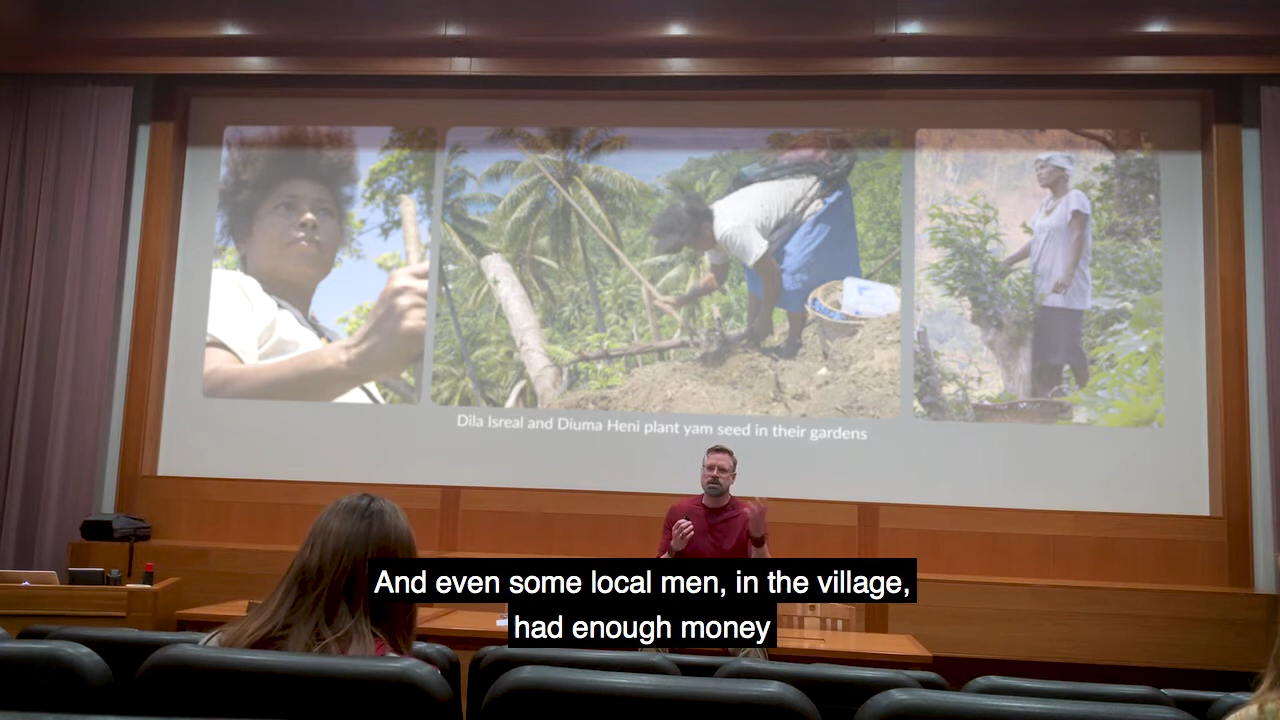 Dila Isreal and Diuma Heni plant yam seed in their gardens
And even some local men, in the village,
had enough money